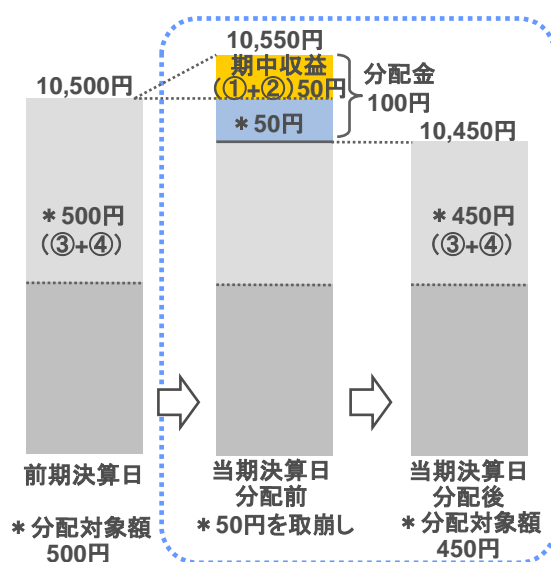 10,500円
＊500円
（③+④）
前期決算日
＊分配対象額
500円
10,550円
期中収益
（①+②）50円
＊50円
分配金
100円
当期決算日
分配前
＊50円を取崩し
10,450円
＊450円
（③+④）
当期決算日
分配後
＊分配対象額
450円